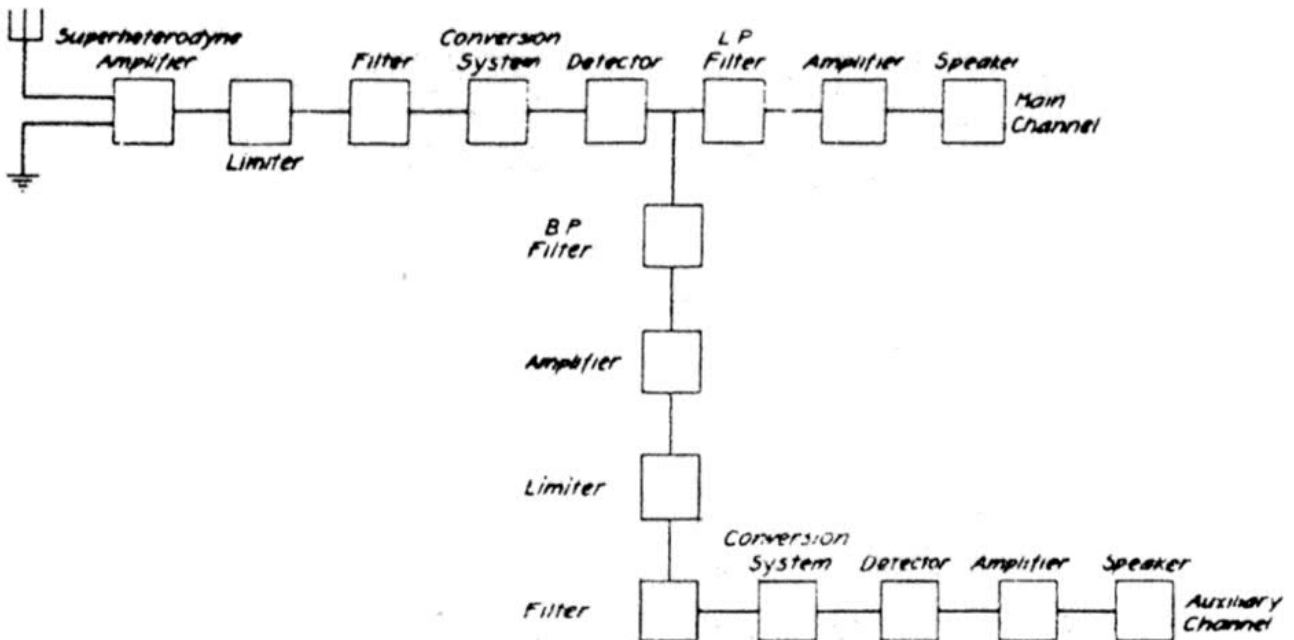 Superheterodyne
Amplifier
Limiter
Filter
Conversion
System
Detector
L P
Filter
Amplifier
Speaker
Main
Channel
B P
Filter
Amplifier
Limiter
Filter
Conversion
System
Detector
Amplifier
Speaker
Auxiliary
Channel